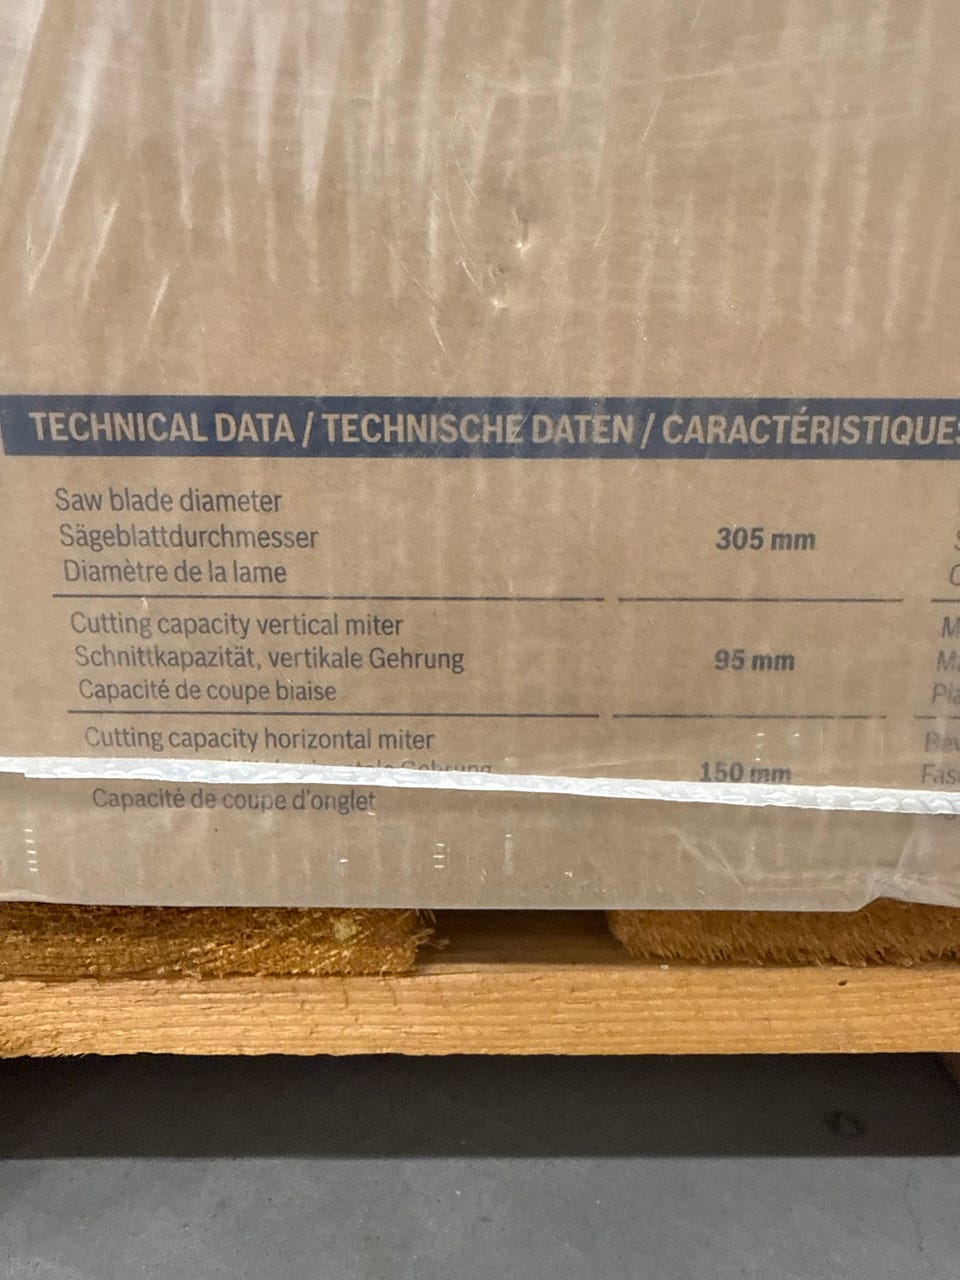 TECHNICAL DATA / TECHNISCHE DATEN / CARACTÉRISTIQUES
Saw blade diameter
Sägeblattdurchmesser 305 mm
Diamètre de la lame
Cutting capacity vertical miter
Schnittkapazität, vertikale Gehrung 95 mm
Capacité de coupe biaise
Cutting capacity horizontal miter
Gehrung 150 mm
Capacité de coupe d'onglet